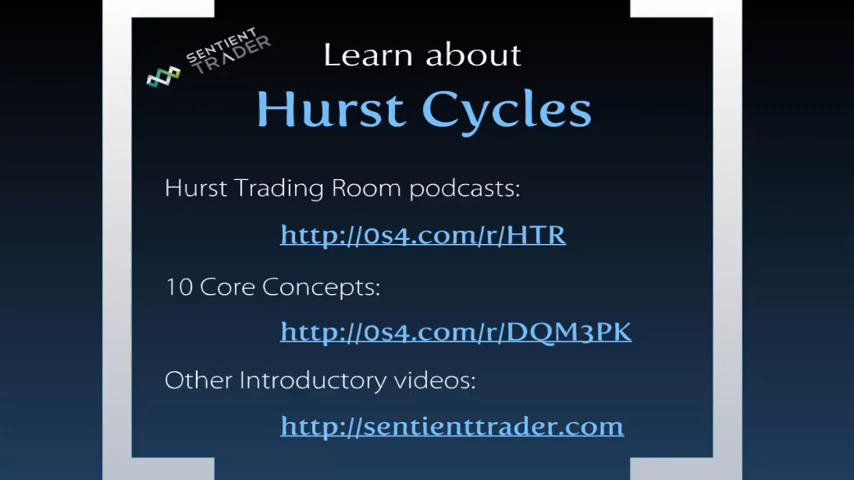 SENTIENT
TRADER
Learn about
Hurst Cycles
Hurst Trading Room podcasts:
http://0s4.com/r/HTR
10 Core Concepts:
http://0s4.com/r/DQM3PK
Other Introductory videos:
http://sentienttrader.com